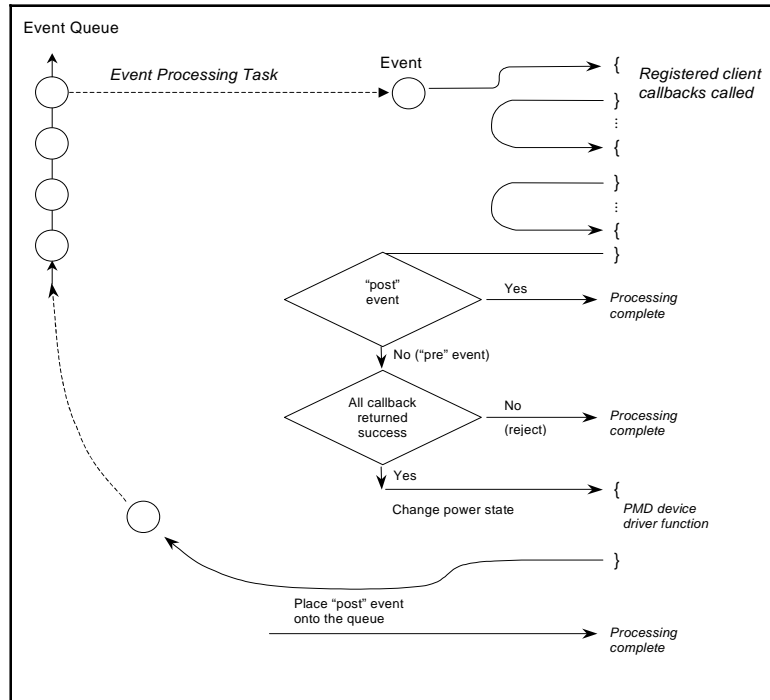 Event Queue
Event Processing Task
Event
{
Registered client
callbacks called
}
...
{
}
...
{
}
“post”
event
Yes
Processing
complete
No (“pre” event)
All callback
returned
success
No
(reject)
Processing
complete
Yes
Change power state
{
PMD device
driver function
}
Place “post” event
onto the queue
Processing
complete